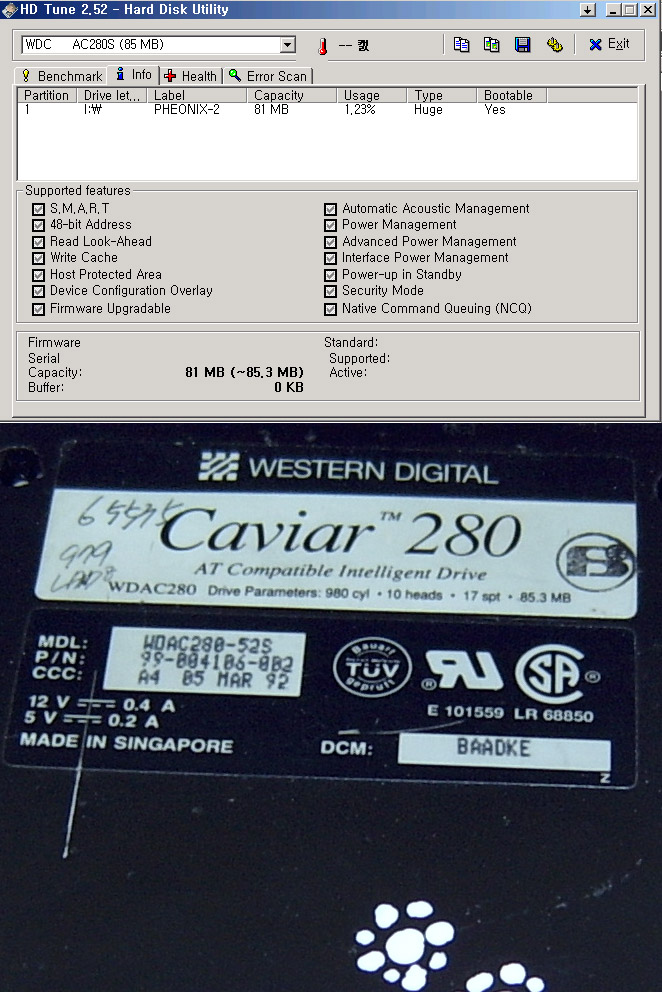 HD Tune 2.52 - Hard Disk Utility
WDC AC280S (85 MB)
-- 캜
Exit
Benchmark Info Health Error Scan
Partition Drive let... Label Capacity Usage Type Bootable
1 I:₩ PHEONIX-2 81 MB 1,23% Huge Yes
Supported features
S,M,A,R,T Automatic Acoustic Management
48-bit Address Power Management
Read Look-Ahead Advanced Power Management
Write Cache Interface Power Management
Host Protected Area Power-up in Standby
Device Configuration Overlay Security Mode
Firmware Upgradable Native Command Queuing (NCQ)
Firmware Standard:
Serial Supported:
Capacity: 81 MB (~85,3 MB) Active:
Buffer: 0 KB
WESTERN DIGITAL
Caviar™ 280
AT Compatible Intelligent Drive
WDAC280 Drive Parameters: 980 cyl • 10 heads • 17 spt • 85.3 MB
MDL: WDAC280-52S
P/N: 99-004106-002
CCC: A4 05 MAR 92
Bauart
TÜV
geprüft
SA
12 V 0.4 A
5 V 0.2 A
E 101559 LR 68850
MADE IN SINGAPORE
DCM: BAADKE
Z